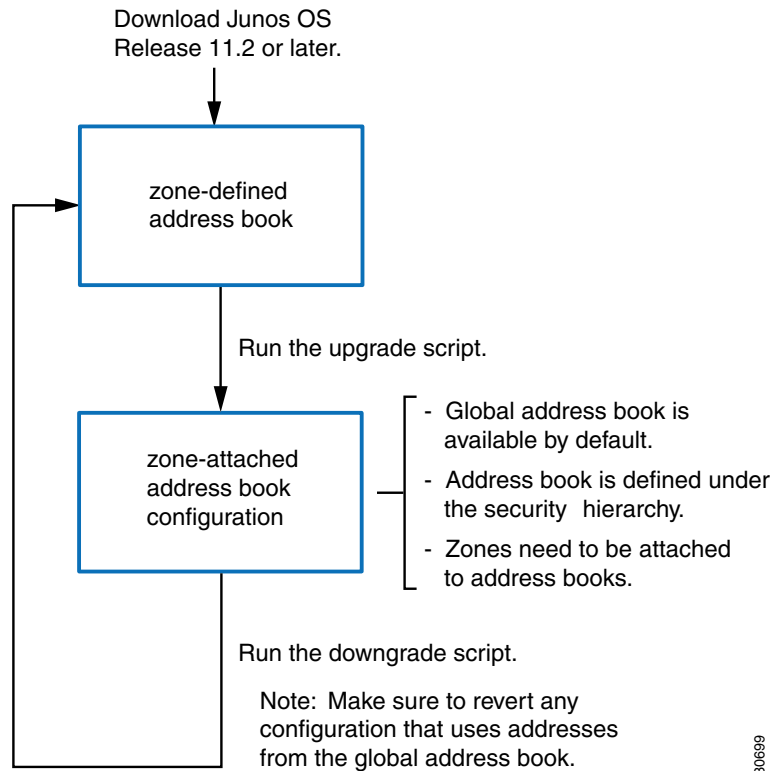 Download Junos OS
Release 11.2 or later.
zone-defined
address book
Run the upgrade script.
zone-attached
address book
configuration
- Global address book is
available by default.
- Address book is defined under
the security hierarchy.
- Zones need to be attached
to address books.
Run the downgrade script.
Note: Make sure to revert any
configuration that uses addresses
from the global address book.